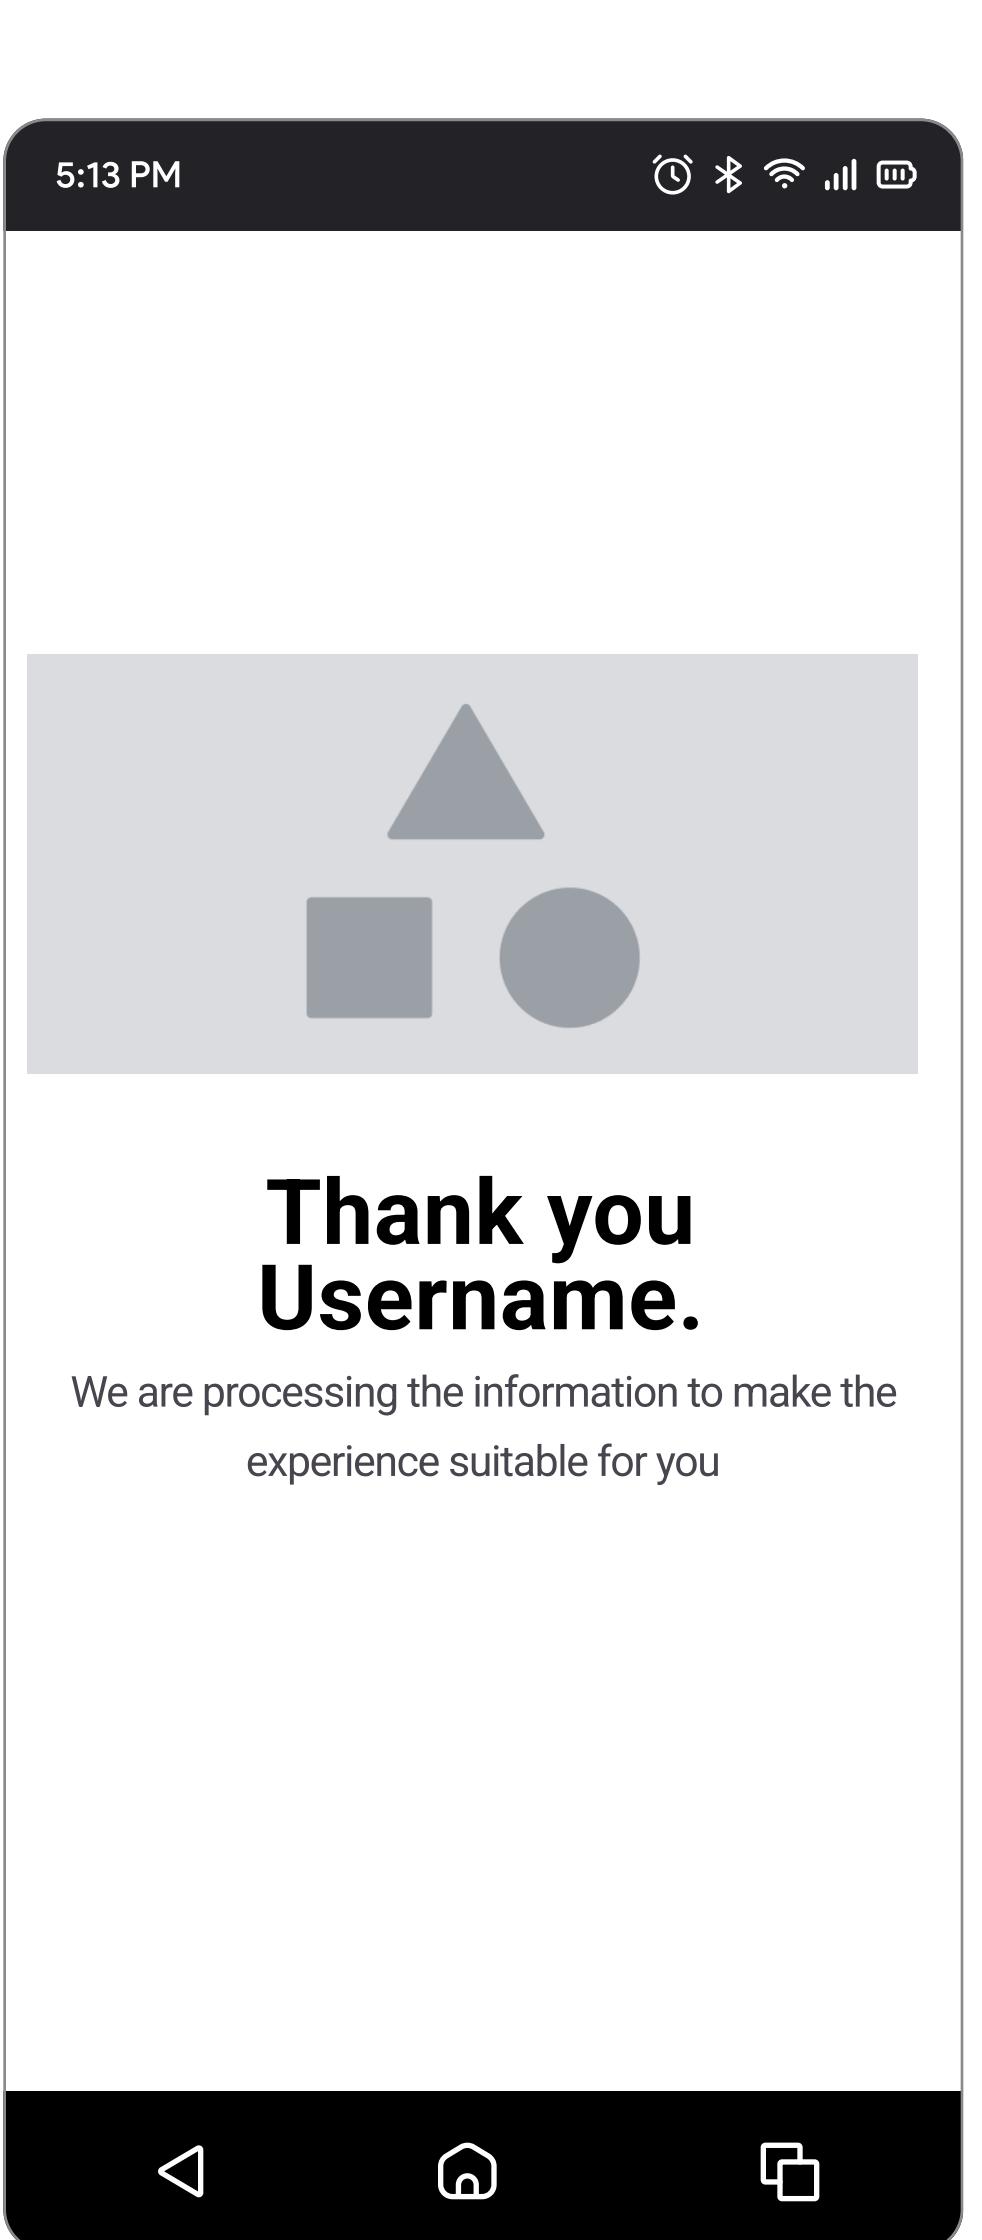 5:13 PM
Thank you
Username.
We are processing the information to make the
experience suitable for you